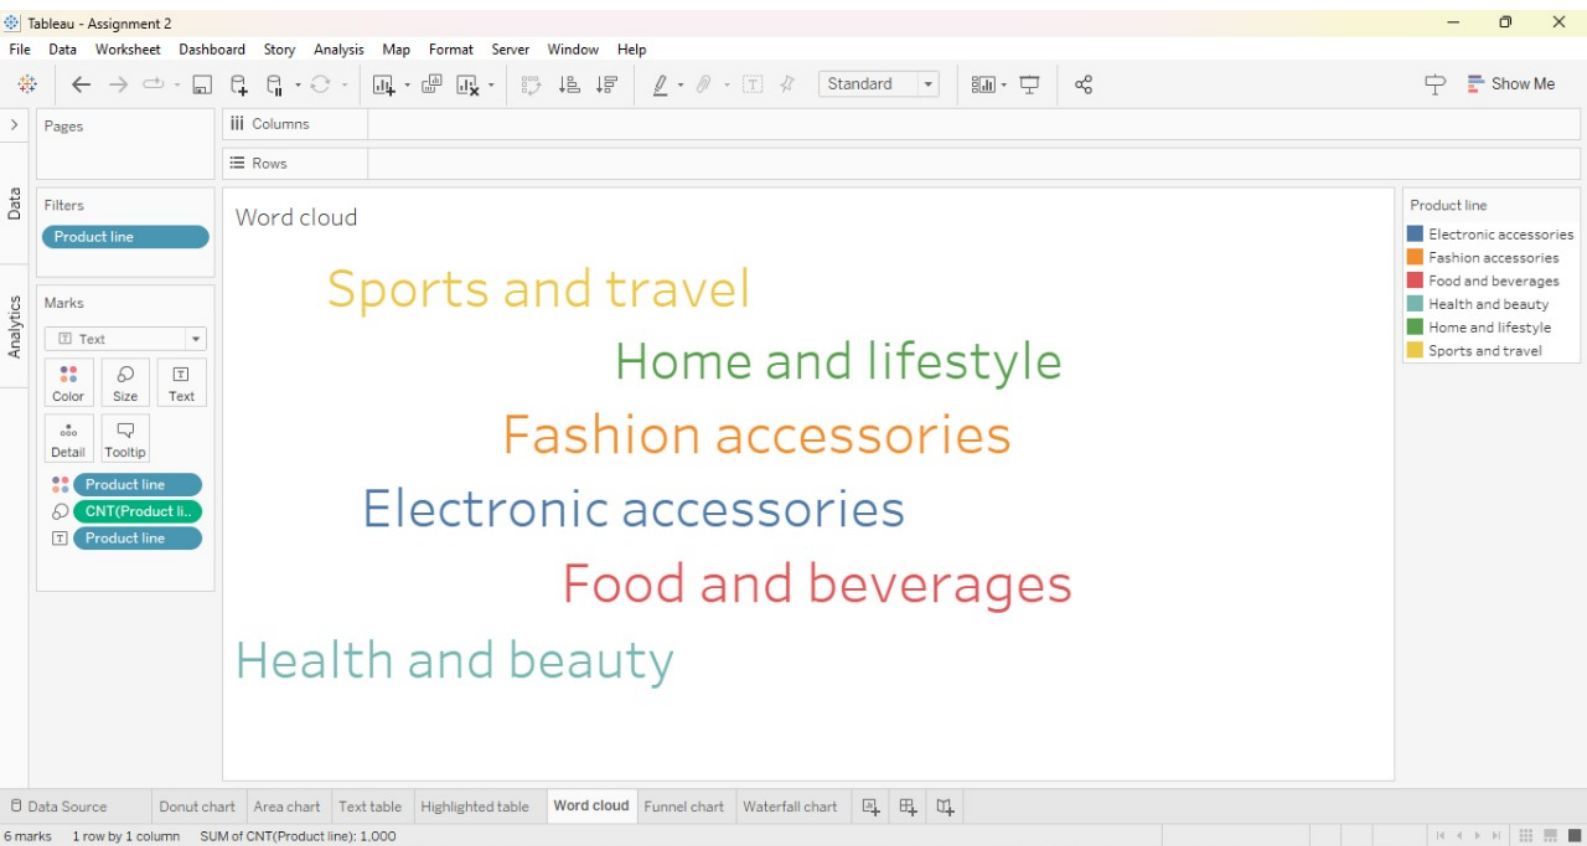 Tableau - Assignment 2
File Data Worksheet Dashboard Story Analysis Map Format Server Window Help
Standard
Show Me
Pages
Columns
Rows
Data
Analytics
Filters
Product line
Marks
Text
Color Size Text
Detail Tooltip
Product line
CNT(Product li..
Product line
Word cloud
Sports and travel
Home and lifestyle
Fashion accessories
Electronic accessories
Food and beverages
Health and beauty
Product line
Electronic accessories
Fashion accessories
Food and beverages
Health and beauty
Home and lifestyle
Sports and travel
Data Source Donut chart Area chart Text table Highlighted table Word cloud Funnel chart Waterfall chart
6 marks 1 row by 1 column SUM of CNT(Product line): 1,000